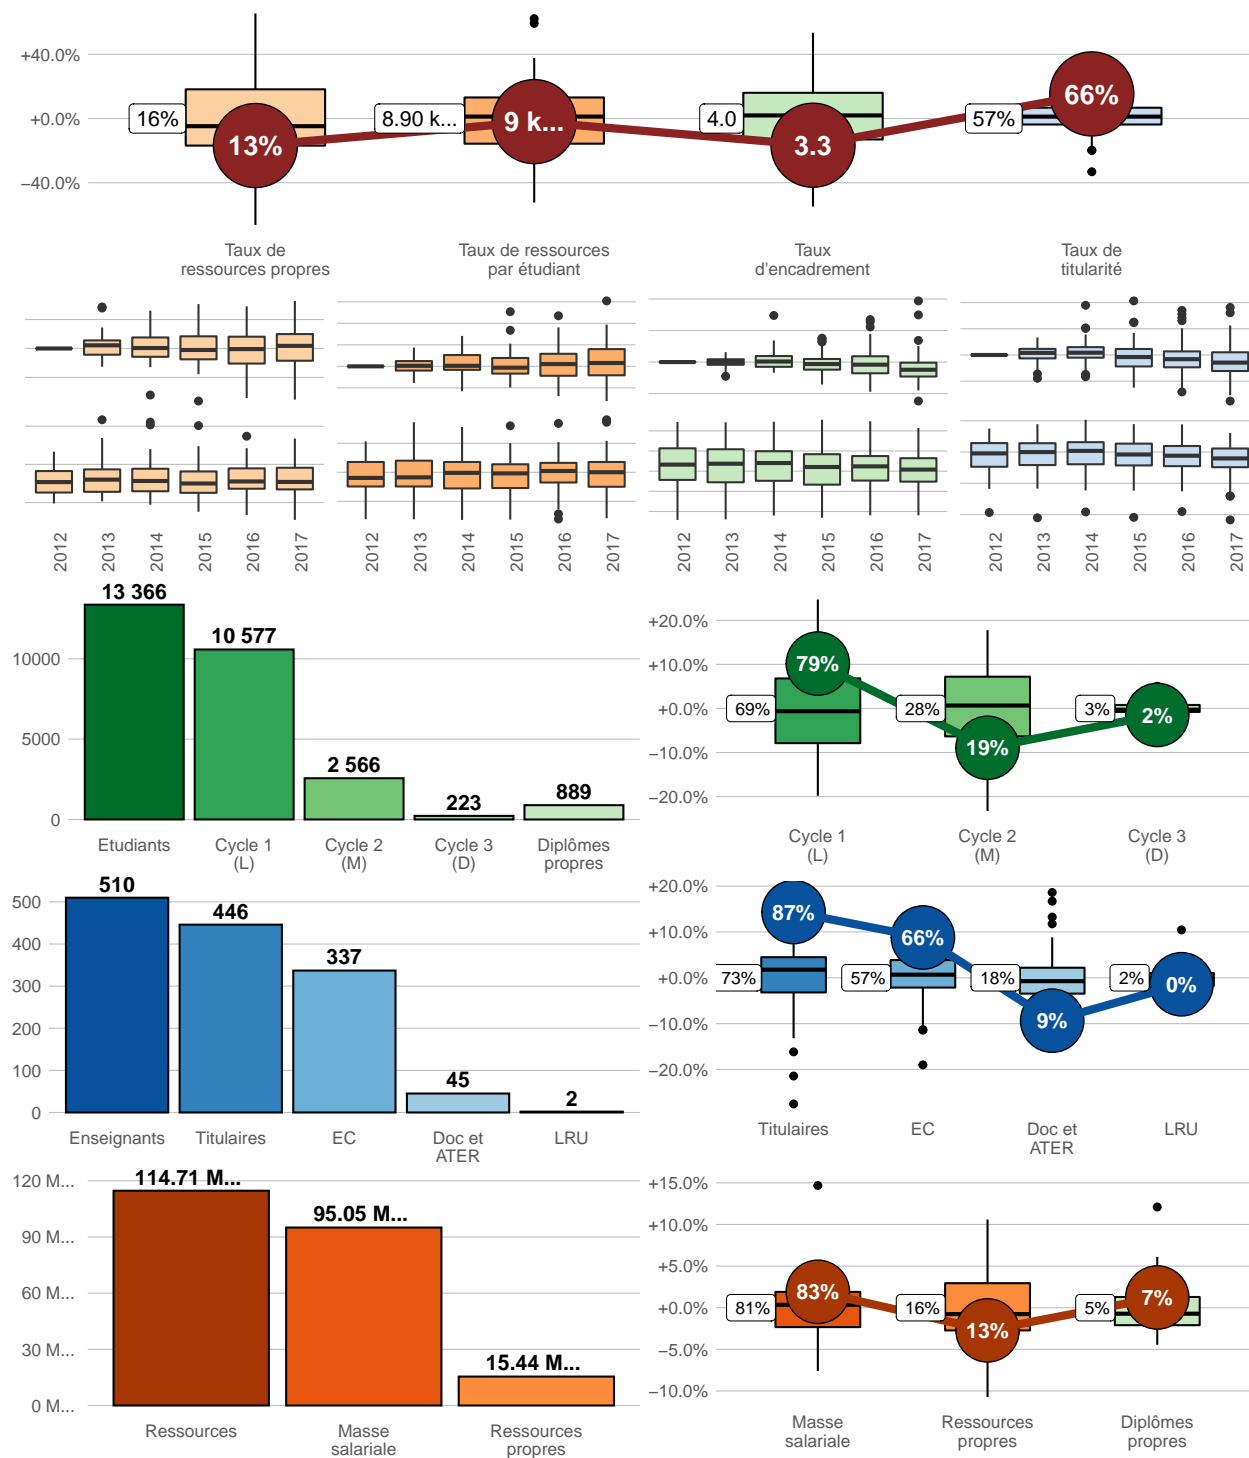 +40.0%
+0.0%
−40.0%
16%
13%
8.90 k...
9 k...
4.0
3.3
57%
66%
Taux de
ressources propres
Taux de ressources
par étudiant
Taux
d'encadrement
Taux de
titularité
2012
2013
2014
2015
2016
2017
2012
2013
2014
2015
2016
2017
2012
2013
2014
2015
2016
2017
2012
2013
2014
2015
2016
2017
10000
5000
0
13 366
10 577
2 566
223
889
Etudiants
Cycle 1
(L)
Cycle 2
(M)
Cycle 3
(D)
Diplômes
propres
+20.0%
+10.0%
+0.0%
−10.0%
−20.0%
69%
79%
28%
19%
3%
2%
Cycle 1
(L)
Cycle 2
(M)
Cycle 3
(D)
500
400
300
200
100
0
510
446
337
45
2
Enseignants
Titulaires
EC
Doc et
ATER
LRU
+20.0%
+10.0%
+0.0%
−10.0%
−20.0%
73%
87%
57%
66%
18%
9%
2%
0%
Titulaires
EC
Doc et
ATER
LRU
120 M...
90 M...
60 M...
30 M...
0 M...
114.71 M...
95.05 M...
15.44 M...
Ressources
Masse
salariale
Ressources
propres
+15.0%
+10.0%
+5.0%
+0.0%
−5.0%
−10.0%
81%
83%
16%
13%
5%
7%
Masse
salariale
Ressources
propres
Diplômes
propres